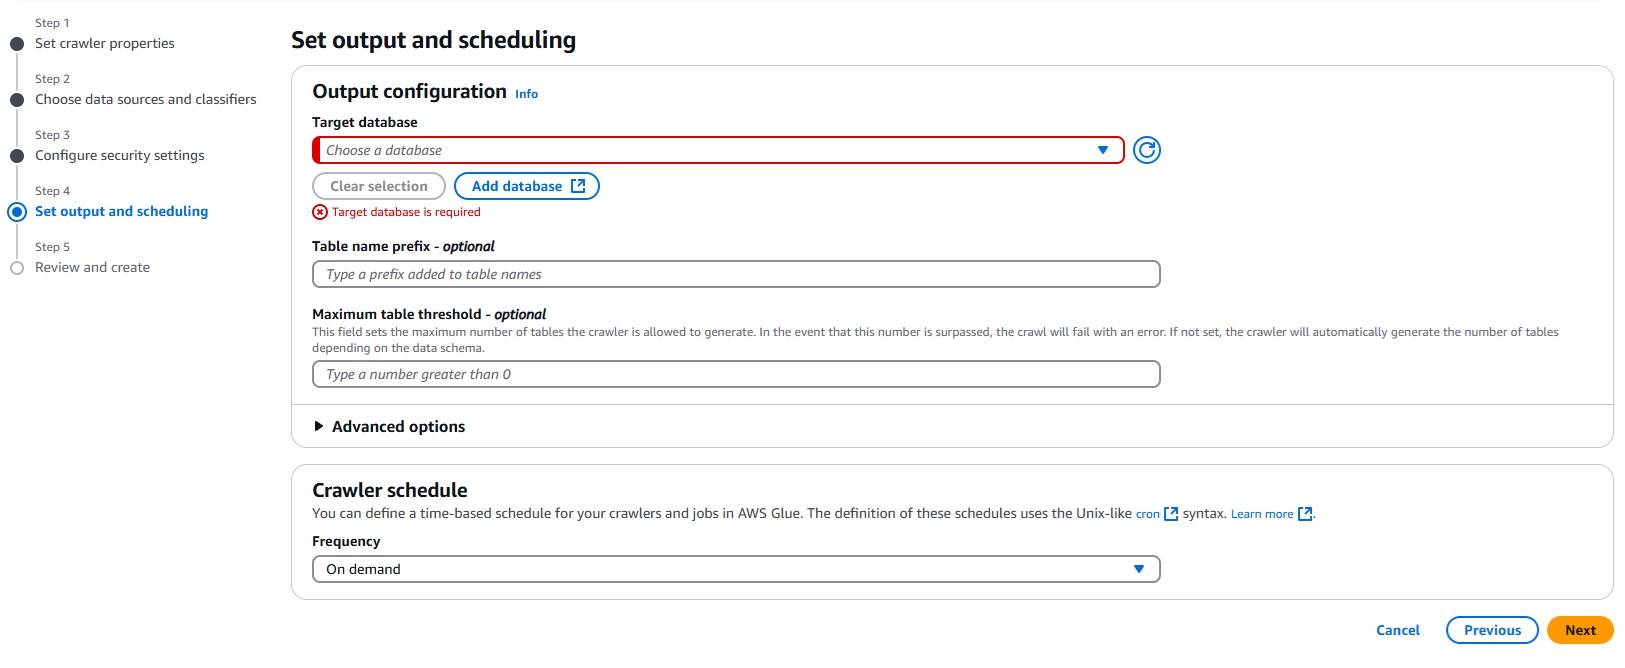 Step 1
Set crawler properties
Step 2
Choose data sources and classifiers
Step 3
Configure security settings
Step 4
Set output and scheduling
Step 5
Review and create
Set output and scheduling
Output configuration Info
Target database
Choose a database
Clear selection Add database
Target database is required
Table name prefix - optional
Type a prefix added to table names
Maximum table threshold - optional
This field sets the maximum number of tables the crawler is allowed to generate. In the event that this number is surpassed, the crawl will fail with an error. If not set, the crawler will automatically generate the number of tables
depending on the data schema.
Type a number greater than 0
Advanced options
Crawler schedule
You can define a time-based schedule for your crawlers and jobs in AWS Glue. The definition of these schedules uses the Unix-like cron syntax. Learn more.
Frequency
On demand
Cancel Previous Next